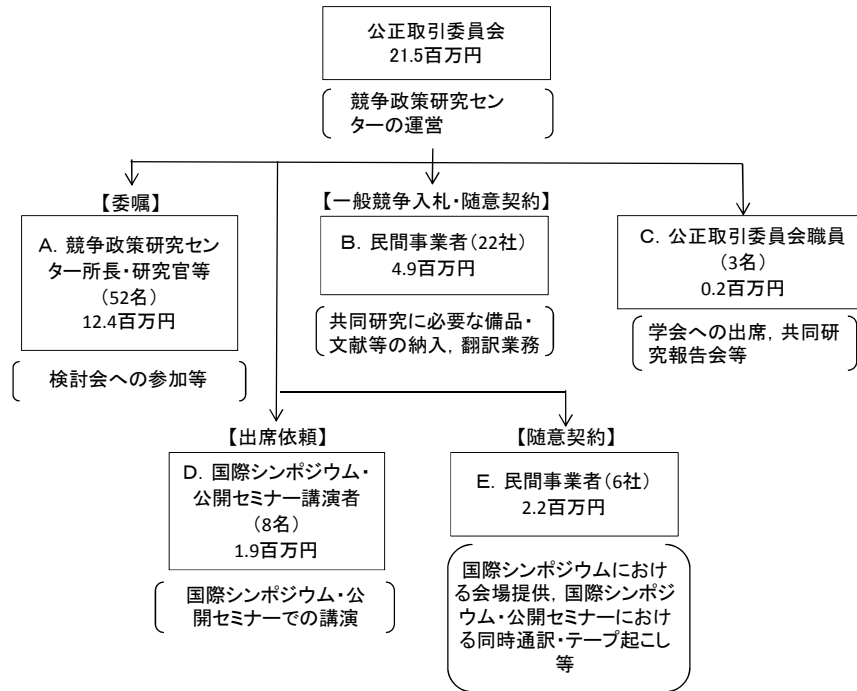 公正取引委員会
21.5百万円
競争政策研究セン
ターの運営
【委嘱】
A. 競争政策研究セン
ター所長・研究官等
(52名)
12.4百万円
検討会への参加等
【一般競争入札・随意契約】
B. 民間事業者(22社)
4.9百万円
共同研究に必要な備品・
文献等の納入, 翻訳業務
C. 公正取引委員会職員
(3名)
0.2百万円
学会への出席, 共同研
究報告会等
【出席依頼】
D. 国際シンポジウム・
公開セミナー講演者
(8名)
1.9百万円
国際シンポジウム・公
開セミナーでの講演
【随意契約】
E. 民間事業者(6社)
2.2百万円
国際シンポジウムにおけ
る会場提供, 国際シンポジ
ウム・公開セミナーにおけ
る同時通訳・テープ起こし
等